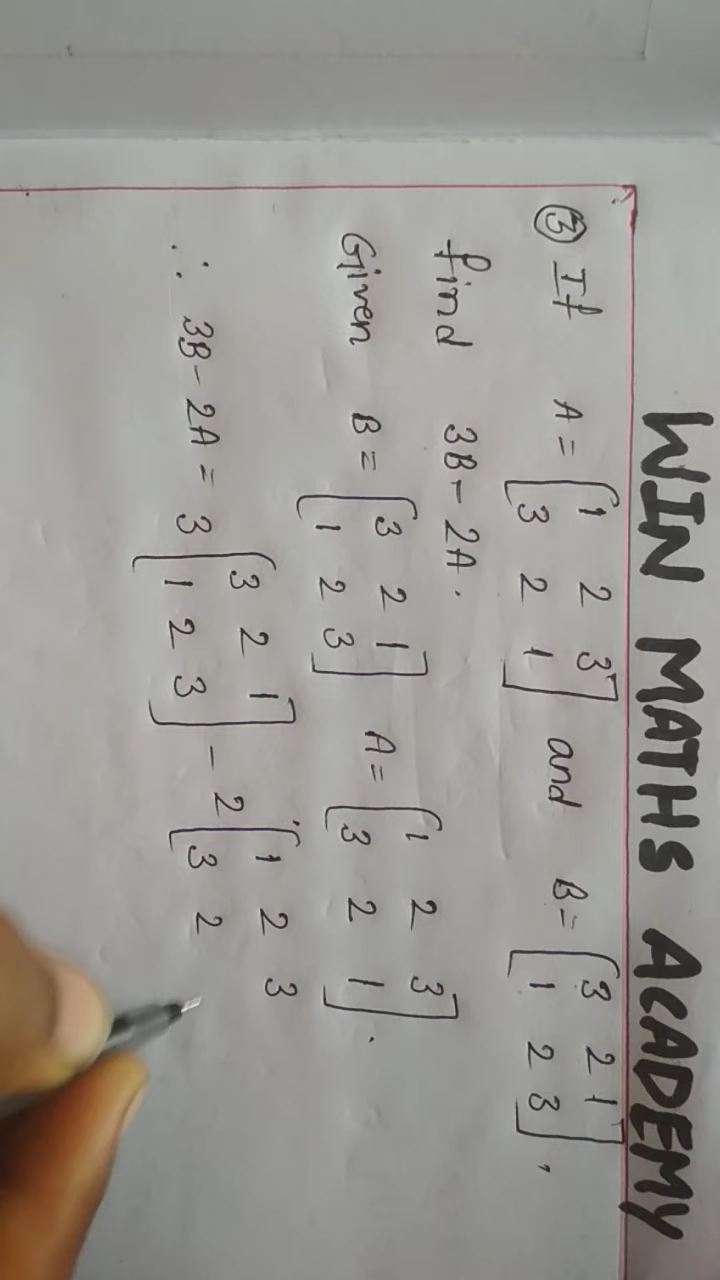 WIN MATHS ACADEMY
③ If A = [1 2 3
3 2 1] and B = [3 2 1
1 2 3],
find 3B - 2A.
Given B = [3 2 1
1 2 3] A = [1 2 3
3 2 1].
∴ 3B - 2A = 3 [3 2 1
1 2 3] - 2 [1 2 3
3 2